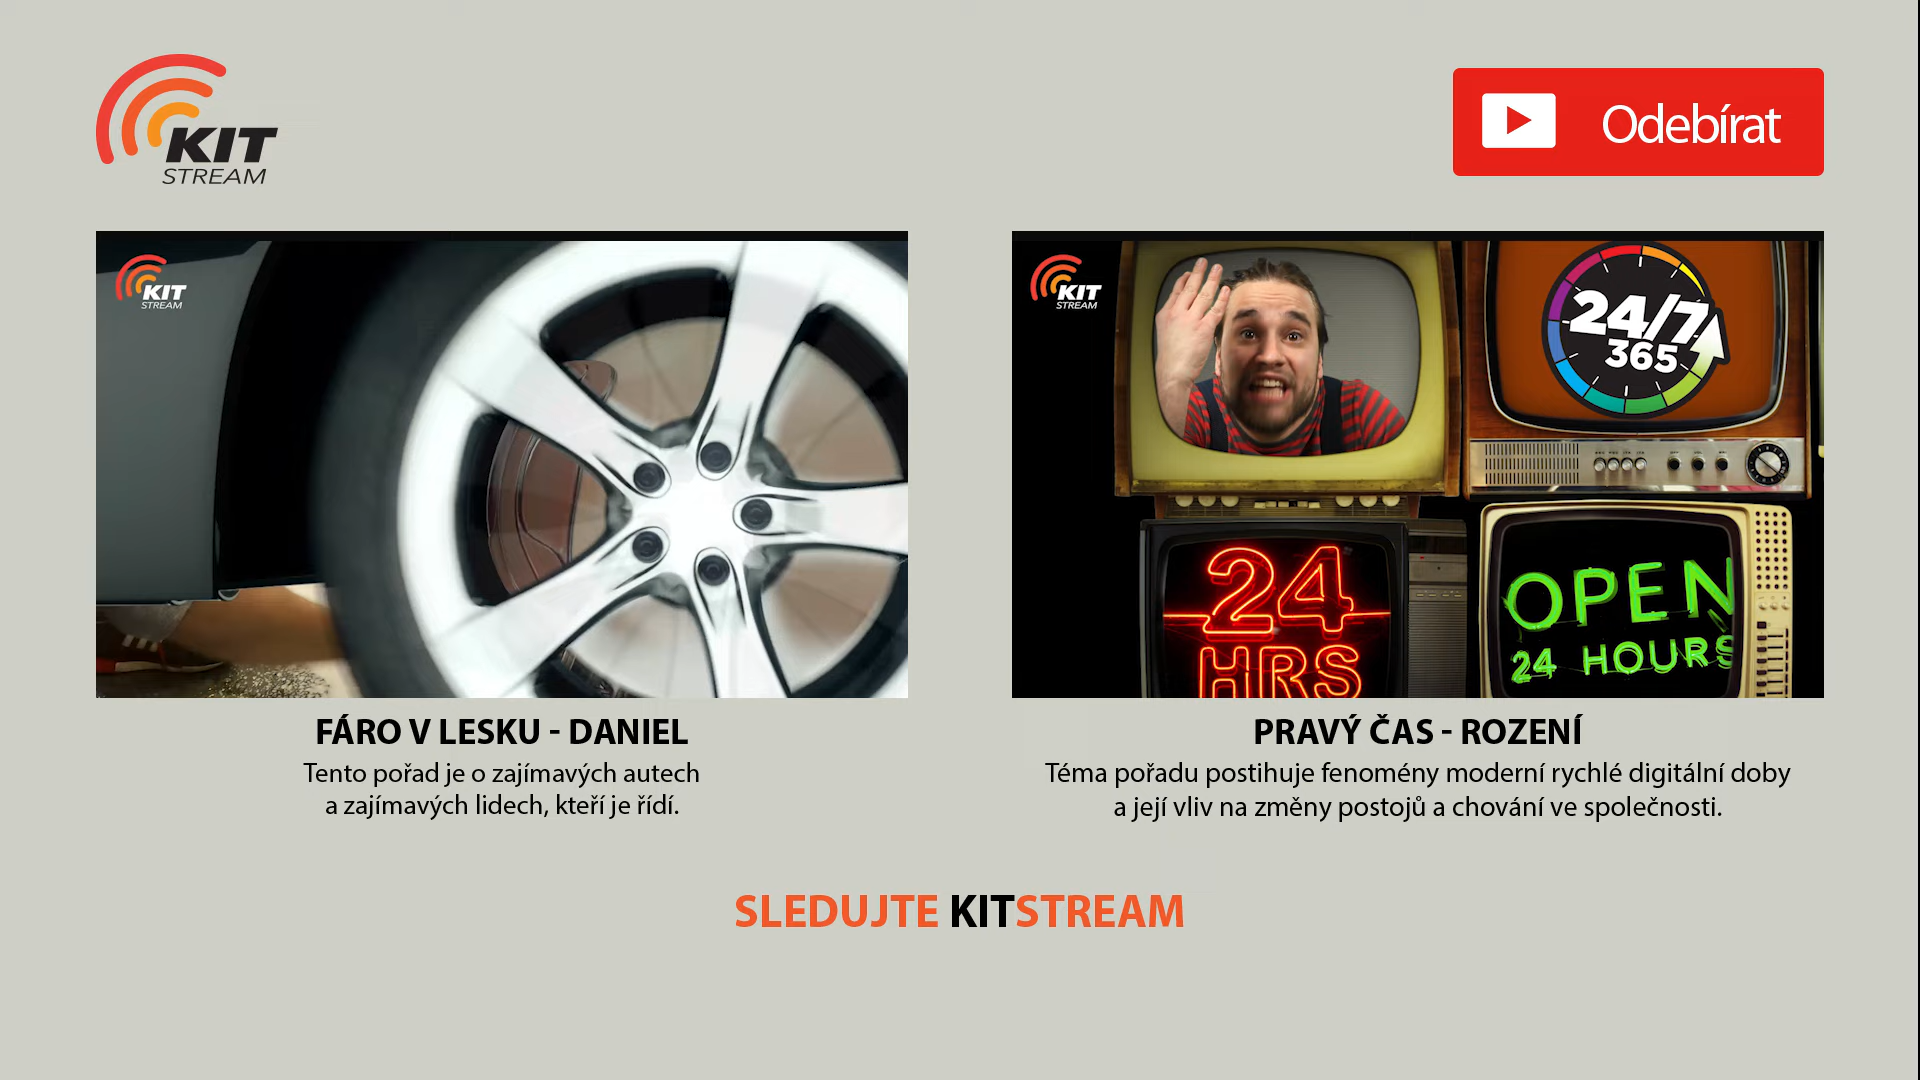 KIT
STREAM
Odebírat
KIT
STREAM
KIT
STREAM
24/7
365
24
HRS
OPEN
24 HOURS
FÁRO V LESKU - DANIEL
Tento pořad je o zajímavých autech
a zajímavých lidech, kteří je řídí.
PRAVÝ ČAS - ROZENÍ
Téma pořadu postihuje fenomény moderní rychlé digitální doby
a její vliv na změny postojů a chování ve společnosti.
SLEDUJTE KITSTREAM